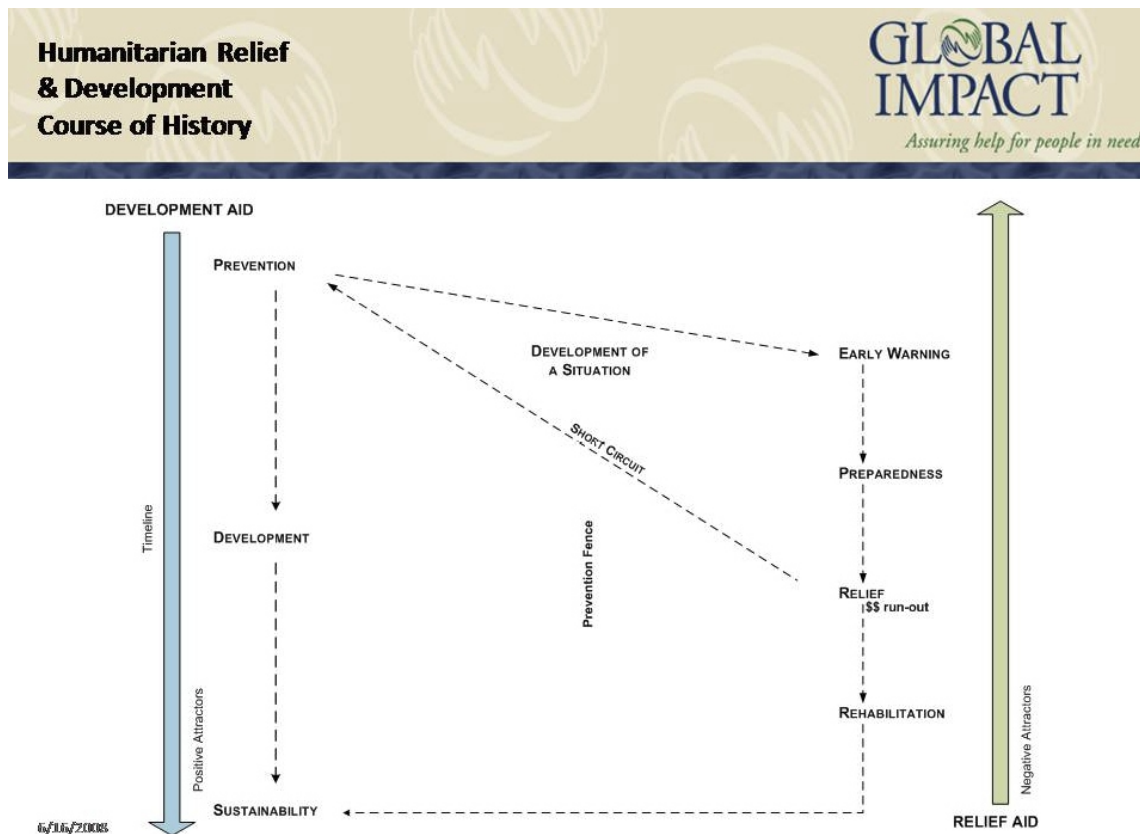 Humanitarian Relief
& Development
Course of History
GLOBAL
IMPACT
Assuring help for people in need
DEVELOPMENT AID
PREVENTION
DEVELOPMENT OF
A SITUATION
EARLY WARNING
SHORT CIRCUIT
PREPAREDNESS
Timeline
DEVELOPMENT
Prevention Fence
RELIEF
$$ run-out
Positive Attractors
REHABILITATION
Negative Attractors
SUSTAINABILITY
RELIEF AID
6/16/2008